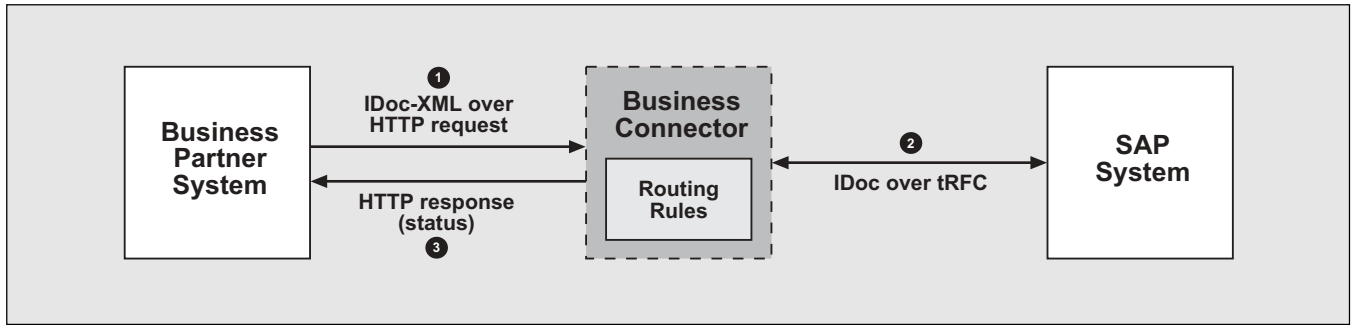 Business
Partner
System
1
IDoc-XML over
HTTP request
HTTP response
(status)
3
Business
Connector
Routing
Rules
2
IDoc over tRFC
SAP
System